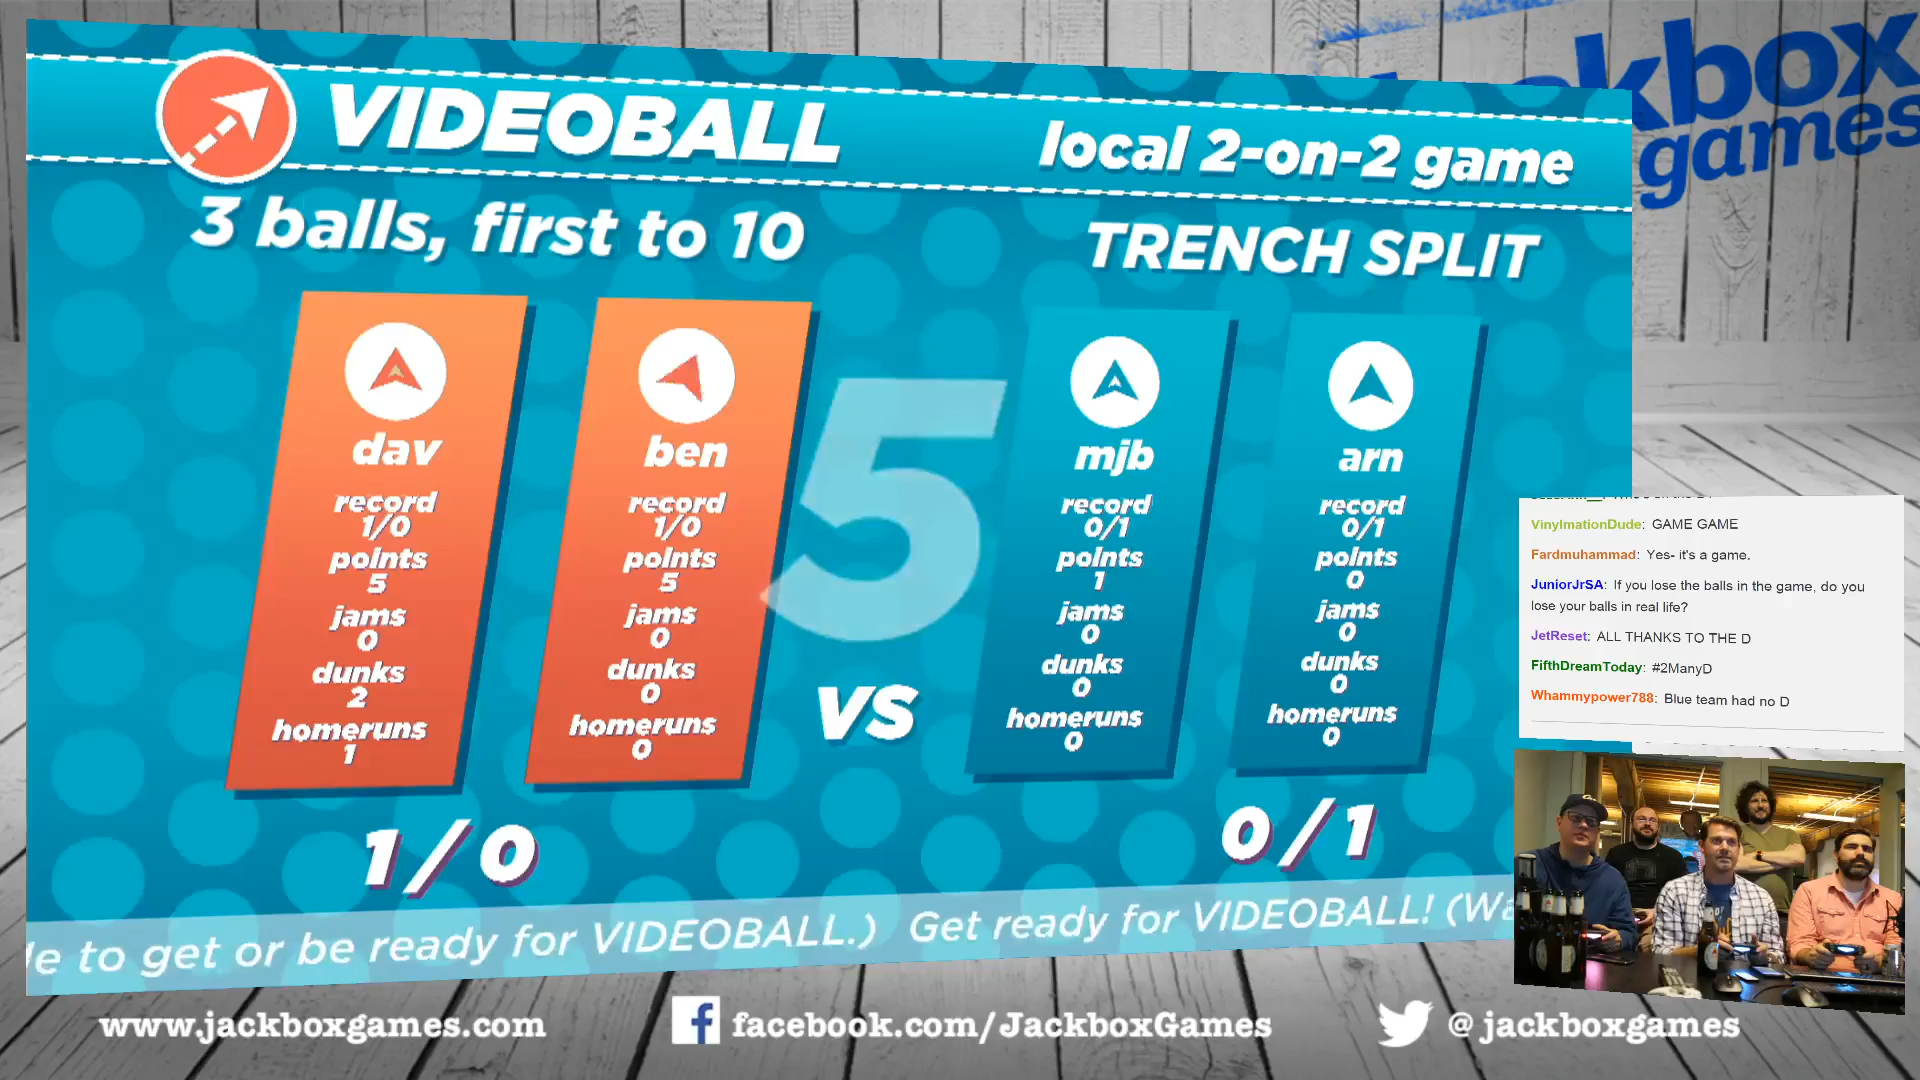 jackbox
games
VIDEOBALL
local 2-on-2 game
3 balls, first to 10
TRENCH SPLIT
dav
record
1/0
points
5
jams
0
dunks
2
homeruns
1
ben
record
1/0
points
5
jams
0
dunks
0
homeruns
0
5
vs
mjb
record
0/1
points
1
jams
0
dunks
0
homeruns
0
arn
record
0/1
points
0
jams
0
dunks
0
homeruns
0
1/0
0/1
le to get or be ready for VIDEOBALL.) Get ready for VIDEOBALL! (Wa
VinylmationDude: GAME GAME
Fardmuhammad: Yes- it's a game.
JuniorJrSA: If you lose the balls in the game, do you
lose your balls in real life?
JetReset: ALL THANKS TO THE D
FifthDreamToday: #2ManyD
Whammypower788: Blue team had no D
www.jackboxgames.com
facebook.com/JackboxGames
@jackboxgames